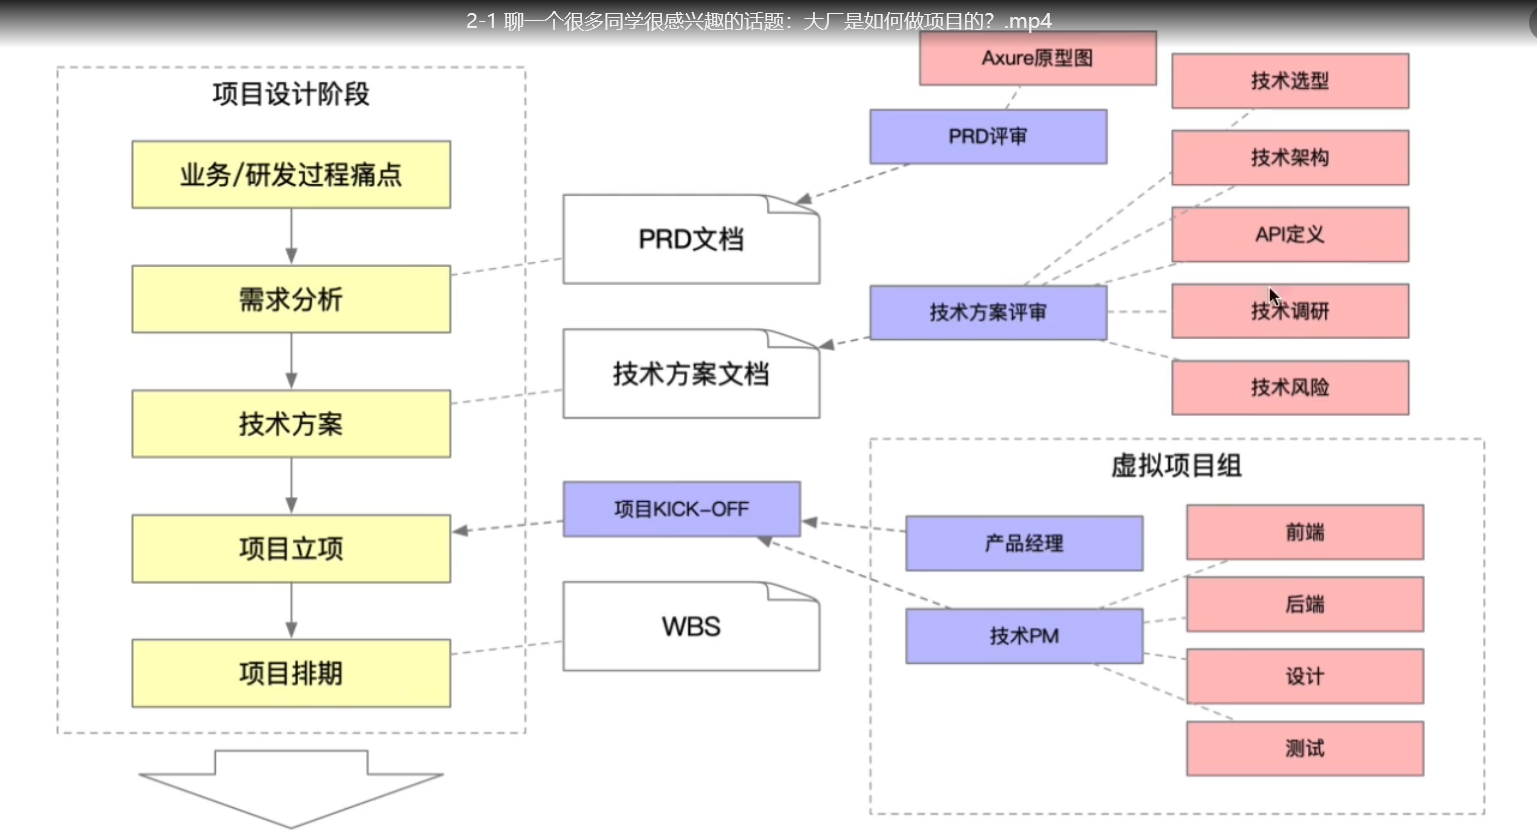 2-1 聊一个很多同学很感兴趣的话题：大厂是如何做项目的？.mp4
项目设计阶段
业务/研发过程痛点
需求分析
技术方案
项目立项
项目排期
PRD文档
技术方案文档
项目KICK-OFF
WBS
Axure原型图
PRD评审
技术方案评审
技术选型
技术架构
API定义
技术调研
技术风险
虚拟项目组
产品经理
技术PM
前端
后端
设计
测试